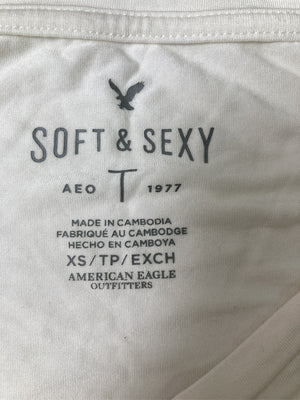 SOFT & SEXY
AEO T 1977
MADE IN CAMBODIA
FABRIQUÉ AU CAMBODGE
HECHO EN CAMBOYA
XS/TP/EXCH
AMERICAN EAGLE
OUTFITTERS